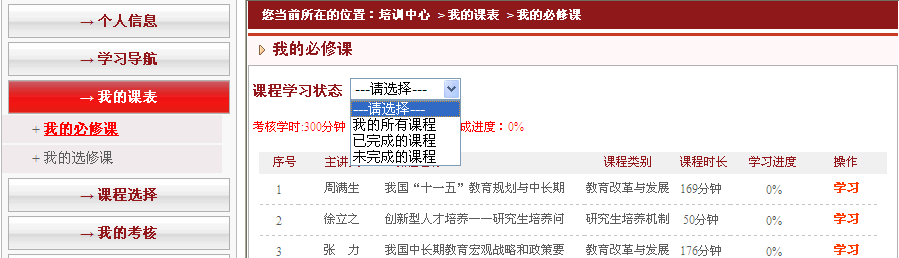 → 个人信息
→ 学习导航
→ 我的课表
+ 我的必修课
+ 我的选修课
→ 课程选择
→ 我的考核
您当前所在的位置：培训中心 >我的课表 >我的必修课
我的必修课
课程学习状态 ---请选择---
---请选择---
我的所有课程
已完成的课程
未完成的课程
考核学时:300分钟 成进度：0%
序号 主讲 课程类别 课程时长 学习进度 操作
1 周满生 我国“十一五”教育规划与中长期 教育改革与发展 169分钟 0% 学习
2 徐立之 创新型人才培养——研究生培养问 研究生培养机制 50分钟 0% 学习
3 张 力 我国中长期教育宏观战略和政策要 教育改革与发展 176分钟 0% 学习